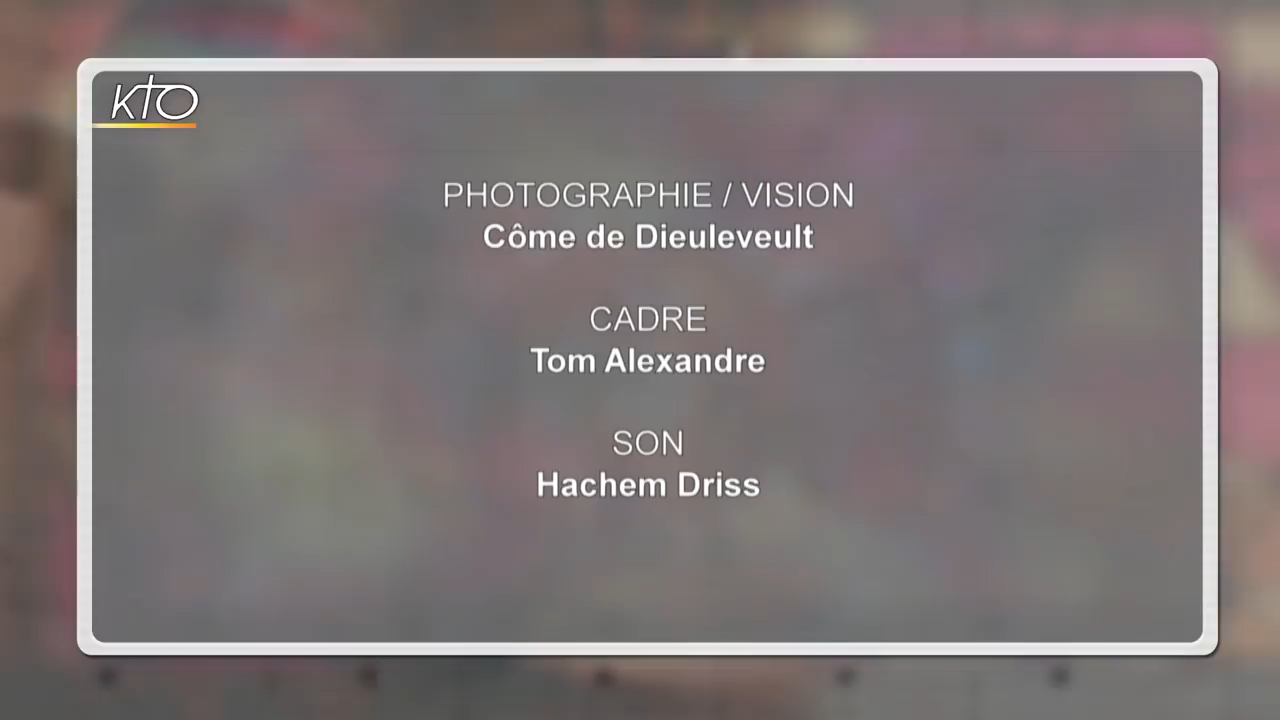 KTO
PHOTOGRAPHIE / VISION
Côme de Dieuleveult
CADRE
Tom Alexandre
SON
Hachem Driss